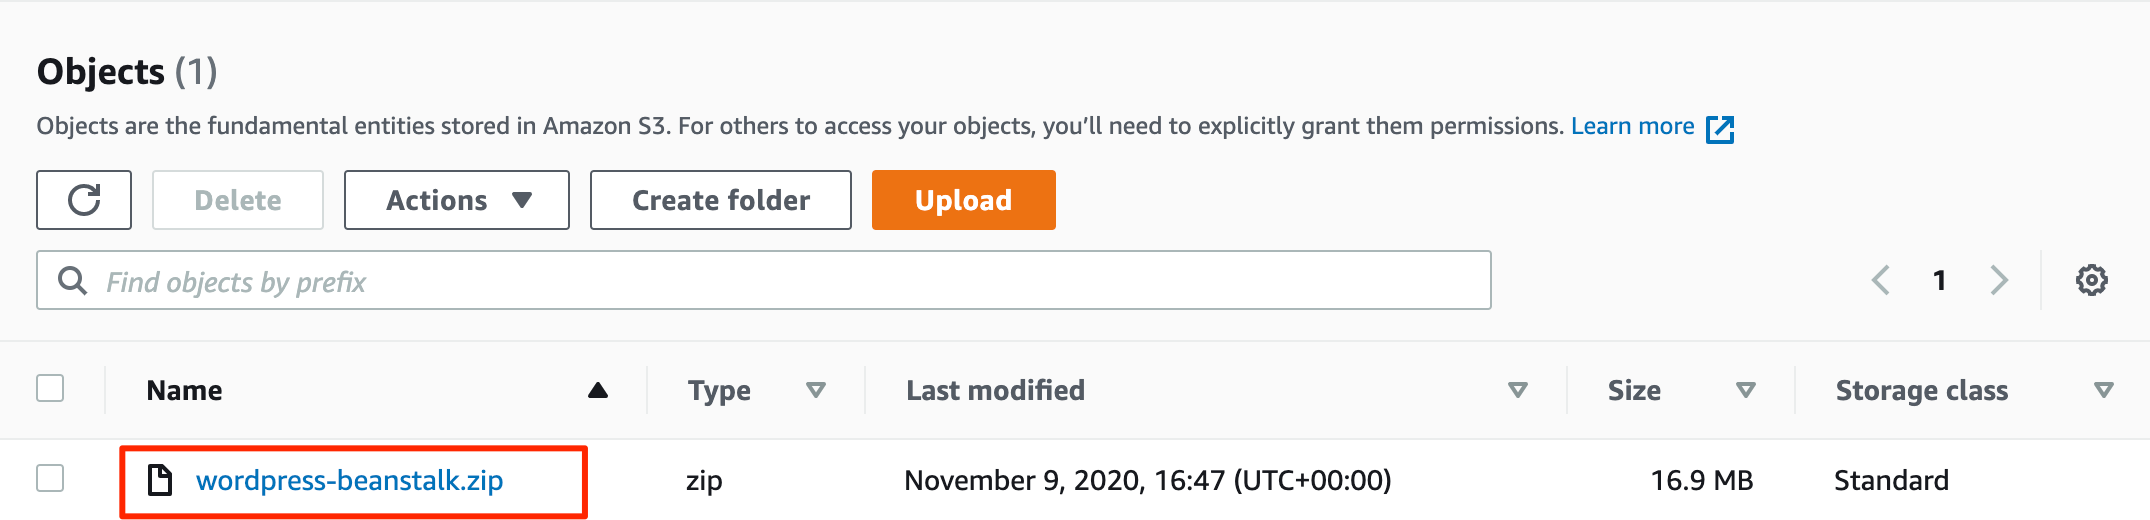 Objects (1)
Objects are the fundamental entities stored in Amazon S3. For others to access your objects, you’ll need to explicitly grant them permissions. Learn more
Delete Actions Create folder Upload
Find objects by prefix 1
Name Type Last modified Size Storage class
wordpress-beanstalk.zip zip November 9, 2020, 16:47 (UTC+00:00) 16.9 MB Standard